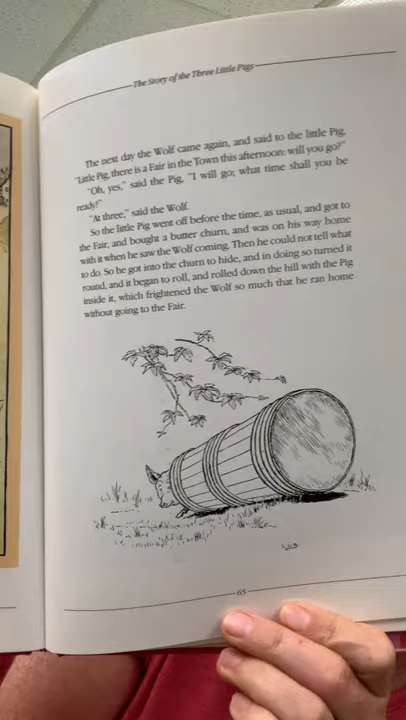 The Story of the Three Little Pigs
The next day the Wolf came again, and said to the little Pig,
"Little Pig, there is a Fair in the Town this afternoon: will you go?"
"Oh, yes," said the Pig, "I will go; what time shall you be
ready?"
"At three," said the Wolf.
So the little Pig went off before the time, as usual, and got to
the Fair, and bought a butter churn, and was on his way home
with it when he saw the Wolf coming. Then he could not tell what
to do. So he got into the churn to hide, and in doing so turned it
round, and it began to roll, and rolled down the hill with the Pig
inside it, which frightened the Wolf so much that he ran home
without going to the Fair.
65